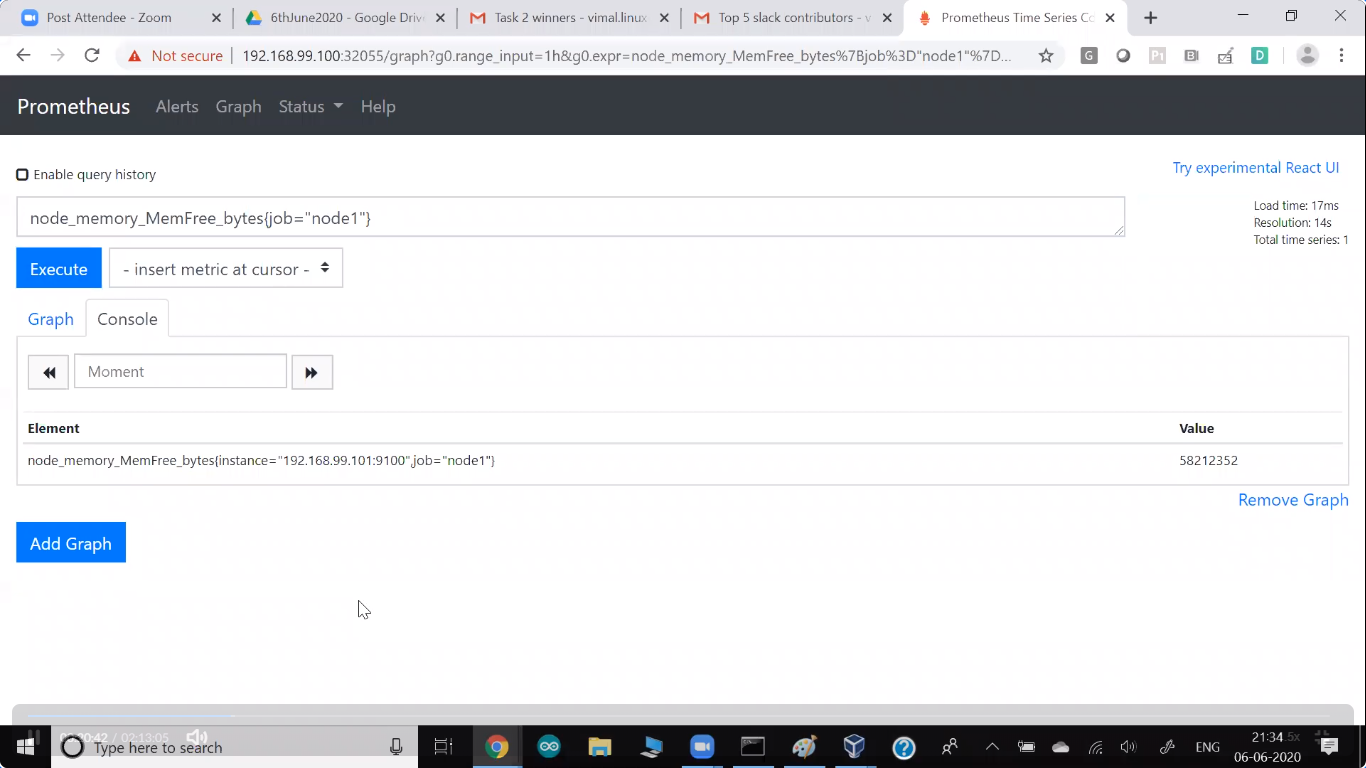 Post Attendee - Zoom
6thJune2020 - Google Driv
Task 2 winners - vimal.linux
Top 5 slack contributors - v
Prometheus Time Series Co
Not secure
192.168.99.100:32055/graph?g0.range_input=1h&g0.expr=node_memory_MemFree_bytes%7Bjob%3D"node1"%7D...
Prometheus
Alerts
Graph
Status
Help
Enable query history
Try experimental React UI
node_memory_MemFree_bytes{job="node1"}
Load time: 17ms
Resolution: 14s
Total time series: 1
Execute
- insert metric at cursor -
Graph
Console
Moment
Element
Value
node_memory_MemFree_bytes{instance="192.168.99.101:9100",job="node1"}
58212352
Remove Graph
Add Graph
/ 02:13:05
Type here to search
ENG
21:34
06-06-2020